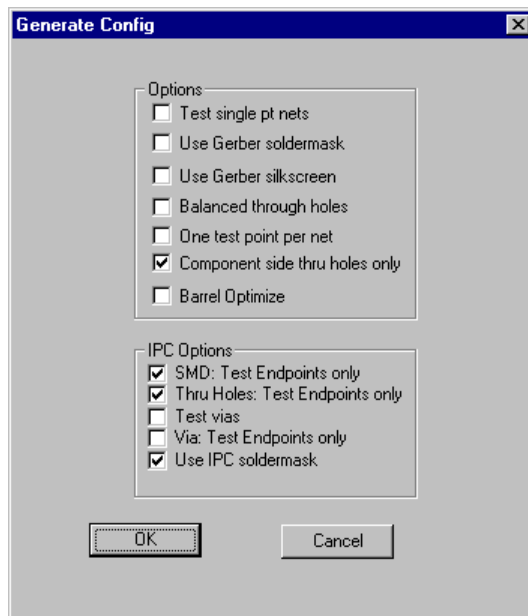 Generate Config
Options
Test single pt nets
Use Gerber soldermask
Use Gerber silkscreen
Balanced through holes
One test point per net
Component side thru holes only
Barrel Optimize
IPC Options
SMD: Test Endpoints only
Thru Holes: Test Endpoints only
Test vias
Via: Test Endpoints only
Use IPC soldermask
OK
Cancel